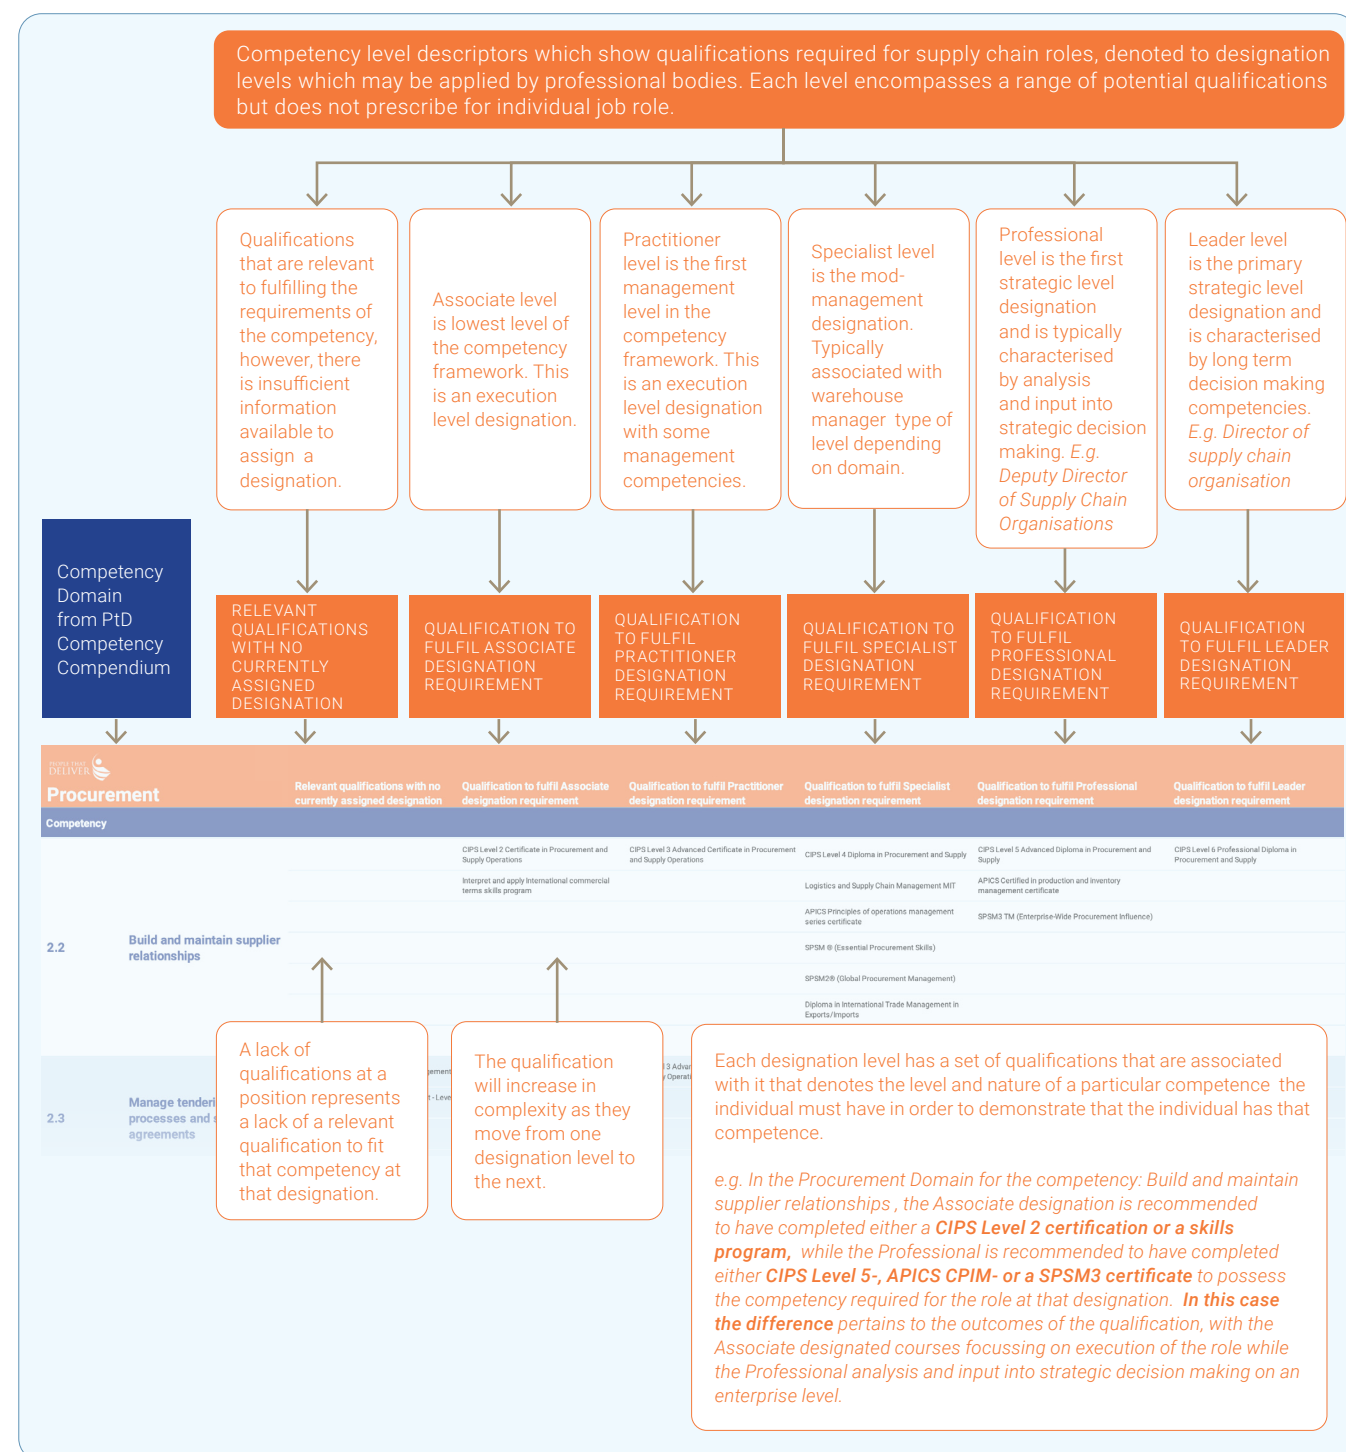 Competency level descriptors which show qualifications required for supply chain roles, denoted to designation
levels which may be applied by professional bodies. Each level encompasses a range of potential qualifications
but does not prescribe for individual job role.
Qualifications
that are relevant
to fulfilling the
requirements of
the competency,
however, there
is insufficient
information
available to
assign a
designation.
Associate level
is lowest level of
the competency
framework. This
is an execution
level designation.
Practitioner
level is the first
management
level in the
competency
framework. This
is an execution
level designation
with some
management
competencies.
Specialist level
is the mod-
management
designation.
Typically
associated with
warehouse
manager type of
level depending
on domain.
Professional
level is the first
strategic level
designation
and is typically
characterised
by analysis
and input into
strategic decision
making. E.g.
Deputy Director
of Supply Chain
Organisations
Leader level
is the primary
strategic level
designation and
is characterised
by long term
decision making
competencies.
E.g. Director of
supply chain
organisation
Competency
Domain
from PtD
Competency
Compendium
RELEVANT
QUALIFICATIONS
WITH NO
CURRENTLY
ASSIGNED
DESIGNATION
QUALIFICATION TO
FULFIL ASSOCIATE
DESIGNATION
REQUIREMENT
QUALIFICATION
TO FULFIL
PRACTITIONER
DESIGNATION
REQUIREMENT
QUALIFICATION TO
FULFIL SPECIALIST
DESIGNATION
REQUIREMENT
QUALIFICATION
TO FULFIL
PROFESSIONAL
DESIGNATION
REQUIREMENT
QUALIFICATION
TO FULFIL LEADER
DESIGNATION
REQUIREMENT
PEOPLE THAT
DELIVER
Procurement
Relevant qualifications with no
currently assigned designation
Qualification to fulfil Associate
designation requirement
Qualification to fulfil Practitioner
designation requirement
Qualification to fulfil Specialist
designation requirement
Qualification to fulfil Professional
designation requirement
Qualification to fulfil Leader
designation requirement
Competency
2.2
Build and maintain supplier
relationships
CIPS Level 2 Certificate in Procurement and
Supply Operations
Interpret and apply International commercial
terms skills program
CIPS Level 3 Advanced Certificate in Procurement
and Supply Operations
CIPS Level 4 Diploma in Procurement and Supply
Logistics and Supply Chain Management MIT
APICS Principles of operations management
series certificate
SPSM ® (Essential Procurement Skills)
SPSM2® (Global Procurement Management)
Diploma in International Trade Management in
Exports/Imports
CIPS Level 5 Advanced Diploma in Procurement and
Supply
APICS Certified in production and inventory
management certificate
SPSM3 TM (Enterprise-Wide Procurement Influence)
CIPS Level 6 Professional Diploma in
Procurement and Supply
2.3
Manage tenderi
processes and s
agreements
A lack of
qualifications at a
position represents
a lack of a relevant
qualification to fit
that competency at
that designation.
The qualification
will increase in
complexity as they
move from one
designation level to
the next.
Each designation level has a set of qualifications that are associated
with it that denotes the level and nature of a particular competence the
individual must have in order to demonstrate that the individual has that
competence.
e.g. In the Procurement Domain for the competency: Build and maintain
supplier relationships , the Associate designation is recommended
to have completed either a CIPS Level 2 certification or a skills
program, while the Professional is recommended to have completed
either CIPS Level 5-, APICS CPIM- or a SPSM3 certificate to possess
the competency required for the role at that designation. In this case
the difference pertains to the outcomes of the qualification, with the
Associate designated courses focussing on execution of the role while
the Professional analysis and input into strategic decision making on an
enterprise level.